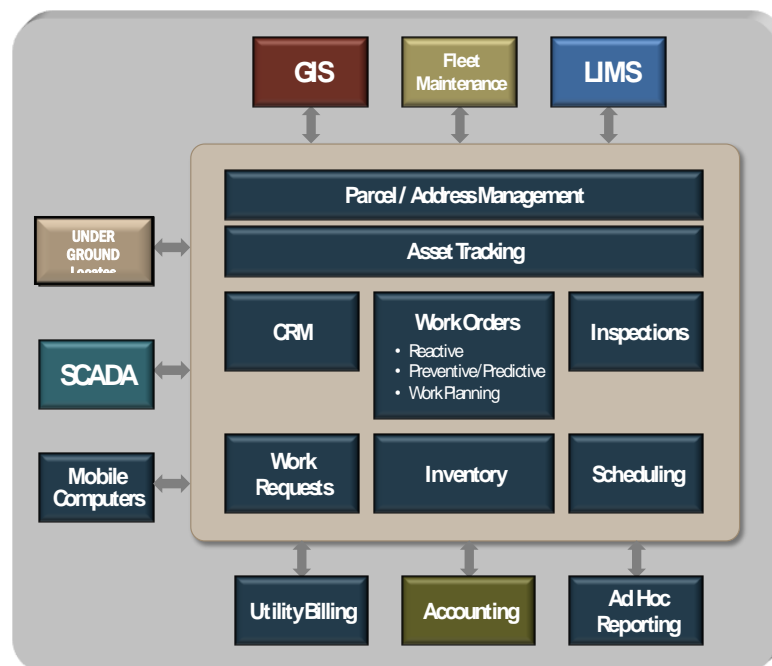 GIS
Fleet
Maintenance
LIMS
Parcel / Address Management
UNDER
GROUND
Locates
Asset Tracking
CRM
Work Orders
• Reactive
• Preventive/Predictive
• Work Planning
Inspections
SCADA
Mobile
Computers
Work
Requests
Inventory
Scheduling
Utility Billing
Accounting
Ad Hoc
Reporting